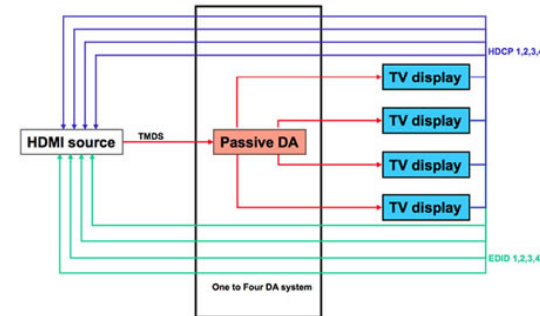 HDCP 1,2,3,4
TV display
TV display
HDMI source
TMDS
Passive DA
TV display
TV display
EDID 1,2,3,4
One to Four DA system